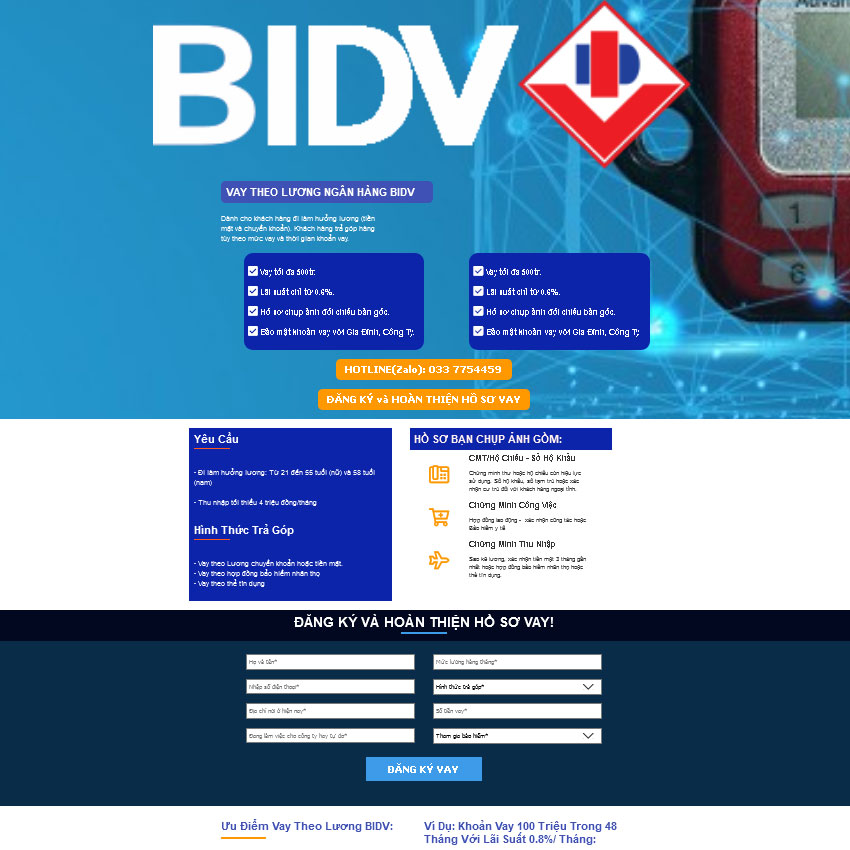 BIDV
Advan
1
6
VAY THEO LƯƠNG NGÂN HÀNG BIDV
Dành cho khách hàng đi làm hưởng lương (tiền
mặt và chuyển khoản). Khách hàng trả góp hàng
tùy theo mức vay và thời gian khoản vay.
Vay tới đa 500tr.
Lãi suất chỉ từ 0.6%.
Hồ sơ chụp ảnh đối chiếu bản gốc.
Bảo mật khoản vay với Gia Đình, Công Ty.
Vay tới đa 500tr.
Lãi suất chỉ từ 0.6%.
Hồ sơ chụp ảnh đối chiếu bản gốc.
Bảo mật khoản vay với Gia Đình, Công Ty.
HOTLINE(Zalo): 033 7754459
ĐĂNG KÝ và HOÀN THIỆN HỒ SƠ VAY
Yêu Cầu
- Đi làm hưởng lương: Từ 21 đến 55 tuổi (nữ) và 58 tuổi
(nam)
- Thu nhập tối thiểu 4 triệu đồng/tháng
Hình Thức Trả Góp
- Vay theo Lương chuyển khoản hoặc tiền mặt.
- Vay theo hợp đồng bảo hiểm nhân thọ
- Vay theo thẻ tín dụng
HỒ SƠ BẠN CHỤP ẢNH GỒM:
CMT/Hộ Chiếu - Sổ Hộ Khẩu
Chứng minh thư hoặc hộ chiếu còn hiệu lực
sử dụng. Sổ hộ khẩu, sổ tạm trú hoặc xác
nhận cư trú đối với khách hàng ngoại tỉnh.
Chứng Minh Công Việc
Hợp đồng lao động - xác nhận công tác hoặc
Bảo hiểm y tế
Chứng Minh Thu Nhập
Sao kê lương, xác nhận tiền mặt 3 tháng gần
nhất hoặc hợp đồng bảo hiểm nhân thọ hoặc
thẻ tín dụng.
ĐĂNG KÝ VÀ HOÀN THIỆN HỒ SƠ VAY!
Họ và tên*
Mức lương hàng tháng*
Nhập số điện thoại*
Hình thức trả góp*
Địa chỉ nơi ở hiện nay*
Số tiền vay*
Đang làm việc cho công ty hay tự do*
Tham gia bảo hiểm*
ĐĂNG KÝ VAY
Ưu Điểm Vay Theo Lương BIDV:
Ví Dụ: Khoản Vay 100 Triệu Trong 48
Tháng Với Lãi Suất 0.8%/ Tháng: